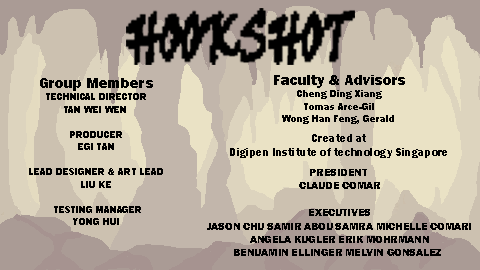 HOOKSHOT
Group Members
TECHNICAL DIRECTOR
TAN WEI WEN
PRODUCER
EGI TAN
LEAD DESIGNER & ART LEAD
LIU KE
TESTING MANAGER
YONG HUI
Faculty & Advisors
Cheng Ding Xiang
Tomas Arce-Gil
Wong Han Feng, Gerald
Created at
Digipen Institute of technology Singapore
PRESIDENT
CLAUDE COMAR
EXECUTIVES
JASON CHU SAMIR ABOU SAMRA MICHELLE COMARI
ANGELA KUGLER ERIK MOHRMANN
BENJAMIN ELLINGER MELVIN GONSALEZ